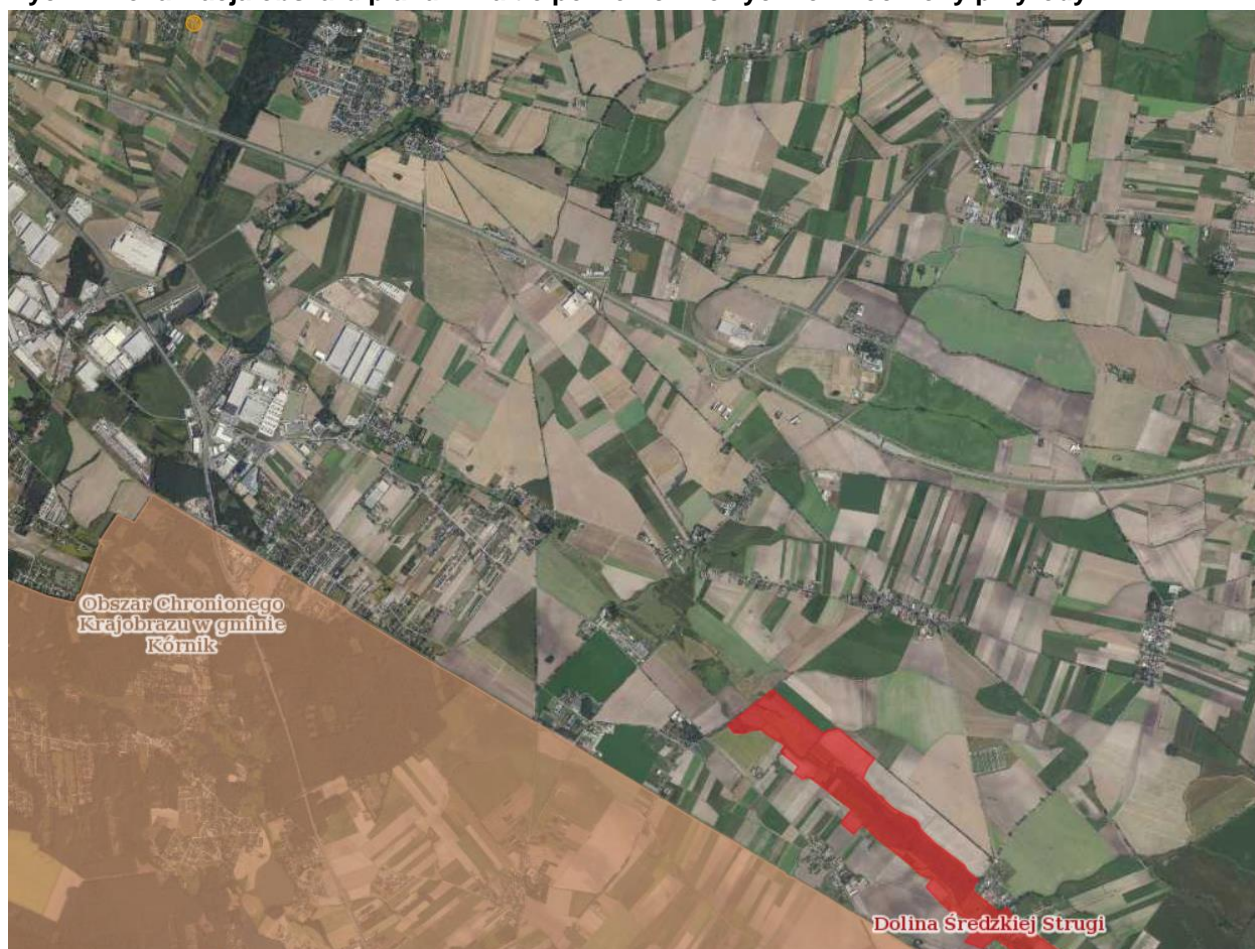 Obszar Chronionego
Krajobrazu w gminie
Kórnik
Dolina Średzkiej Strugi